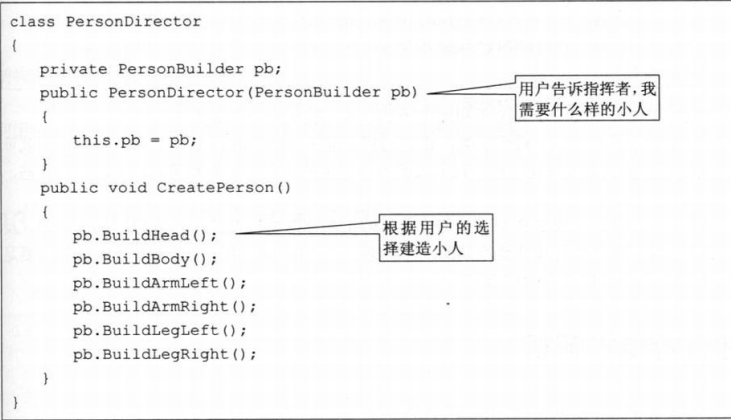 class PersonDirector
{
private PersonBuilder pb;
public PersonDirector(PersonBuilder pb)
用户告诉指挥者,我
需要什么样的小人
{
this.pb = pb;
}
public void CreatePerson()
{
pb.BuildHead();
根据用户的选
择建造小人
pb.BuildBody();
pb.BuildArmLeft();
pb.BuildArmRight();
pb.BuildLegLeft();
pb.BuildLegRight();
}
}